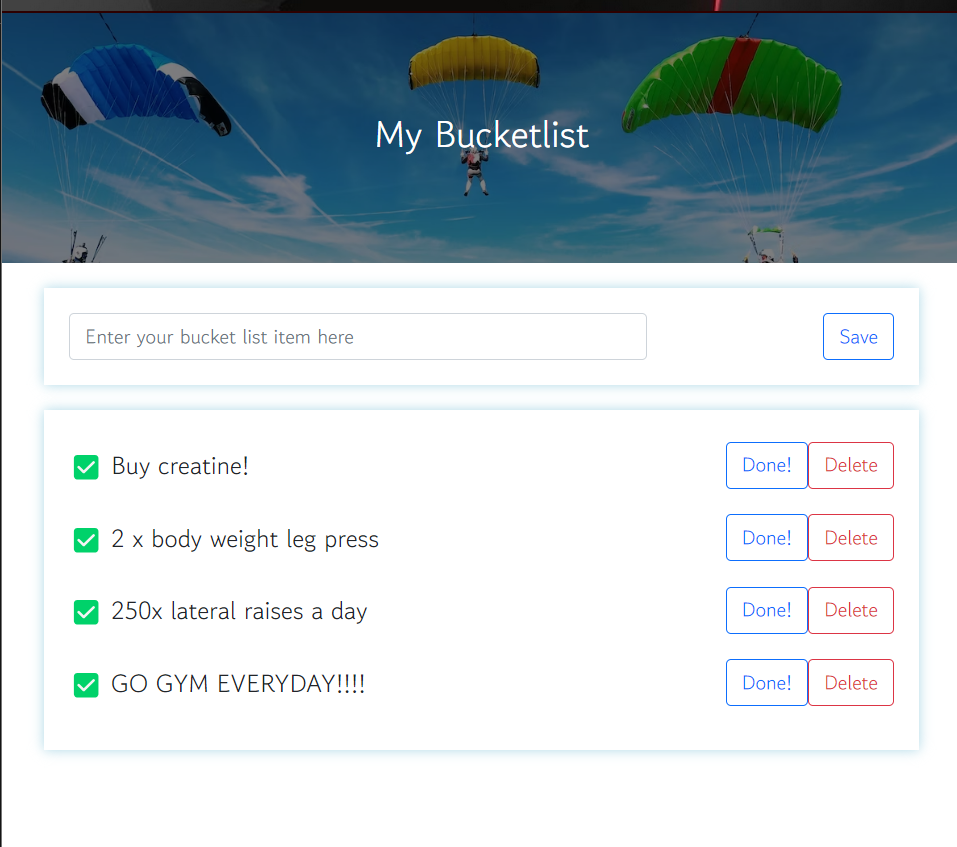 My Bucketlist
Enter your bucket list item here Save
Buy creatine! Done! Delete
2 x body weight leg press Done! Delete
250x lateral raises a day Done! Delete
GO GYM EVERYDAY!!!! Done! Delete